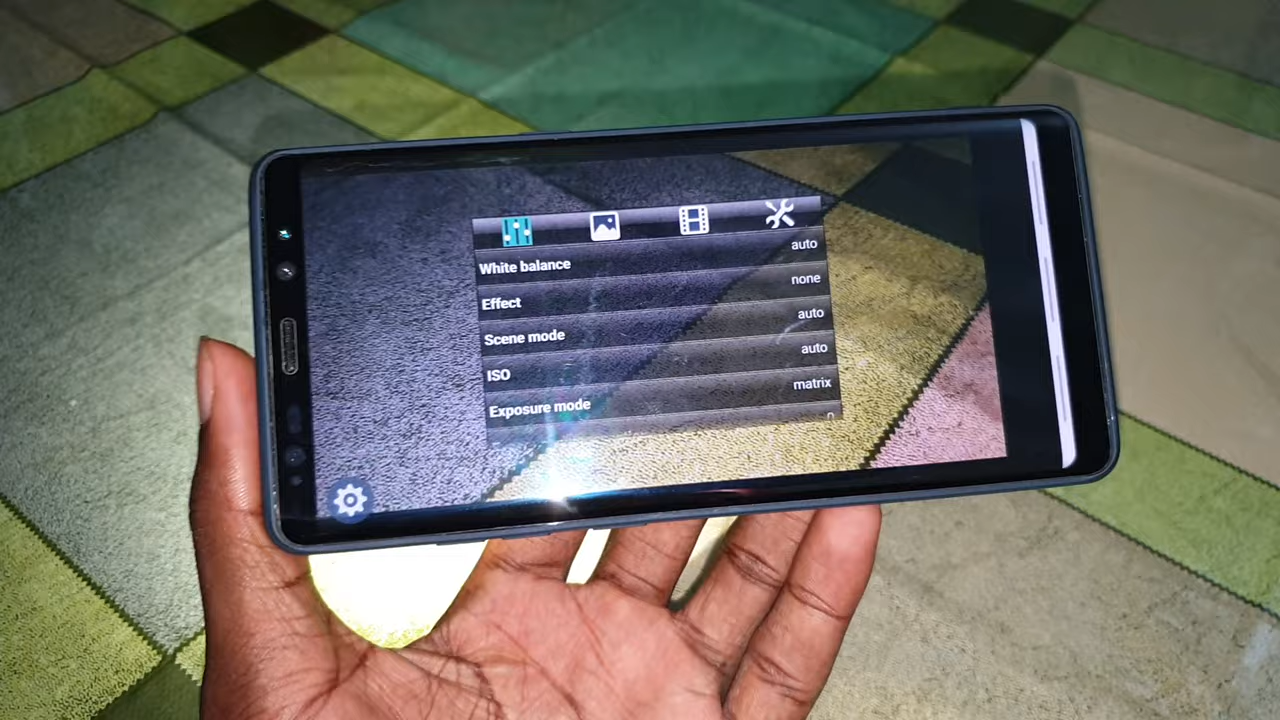 White balance auto
Effect none
Scene mode auto
ISO auto
Exposure mode matrix